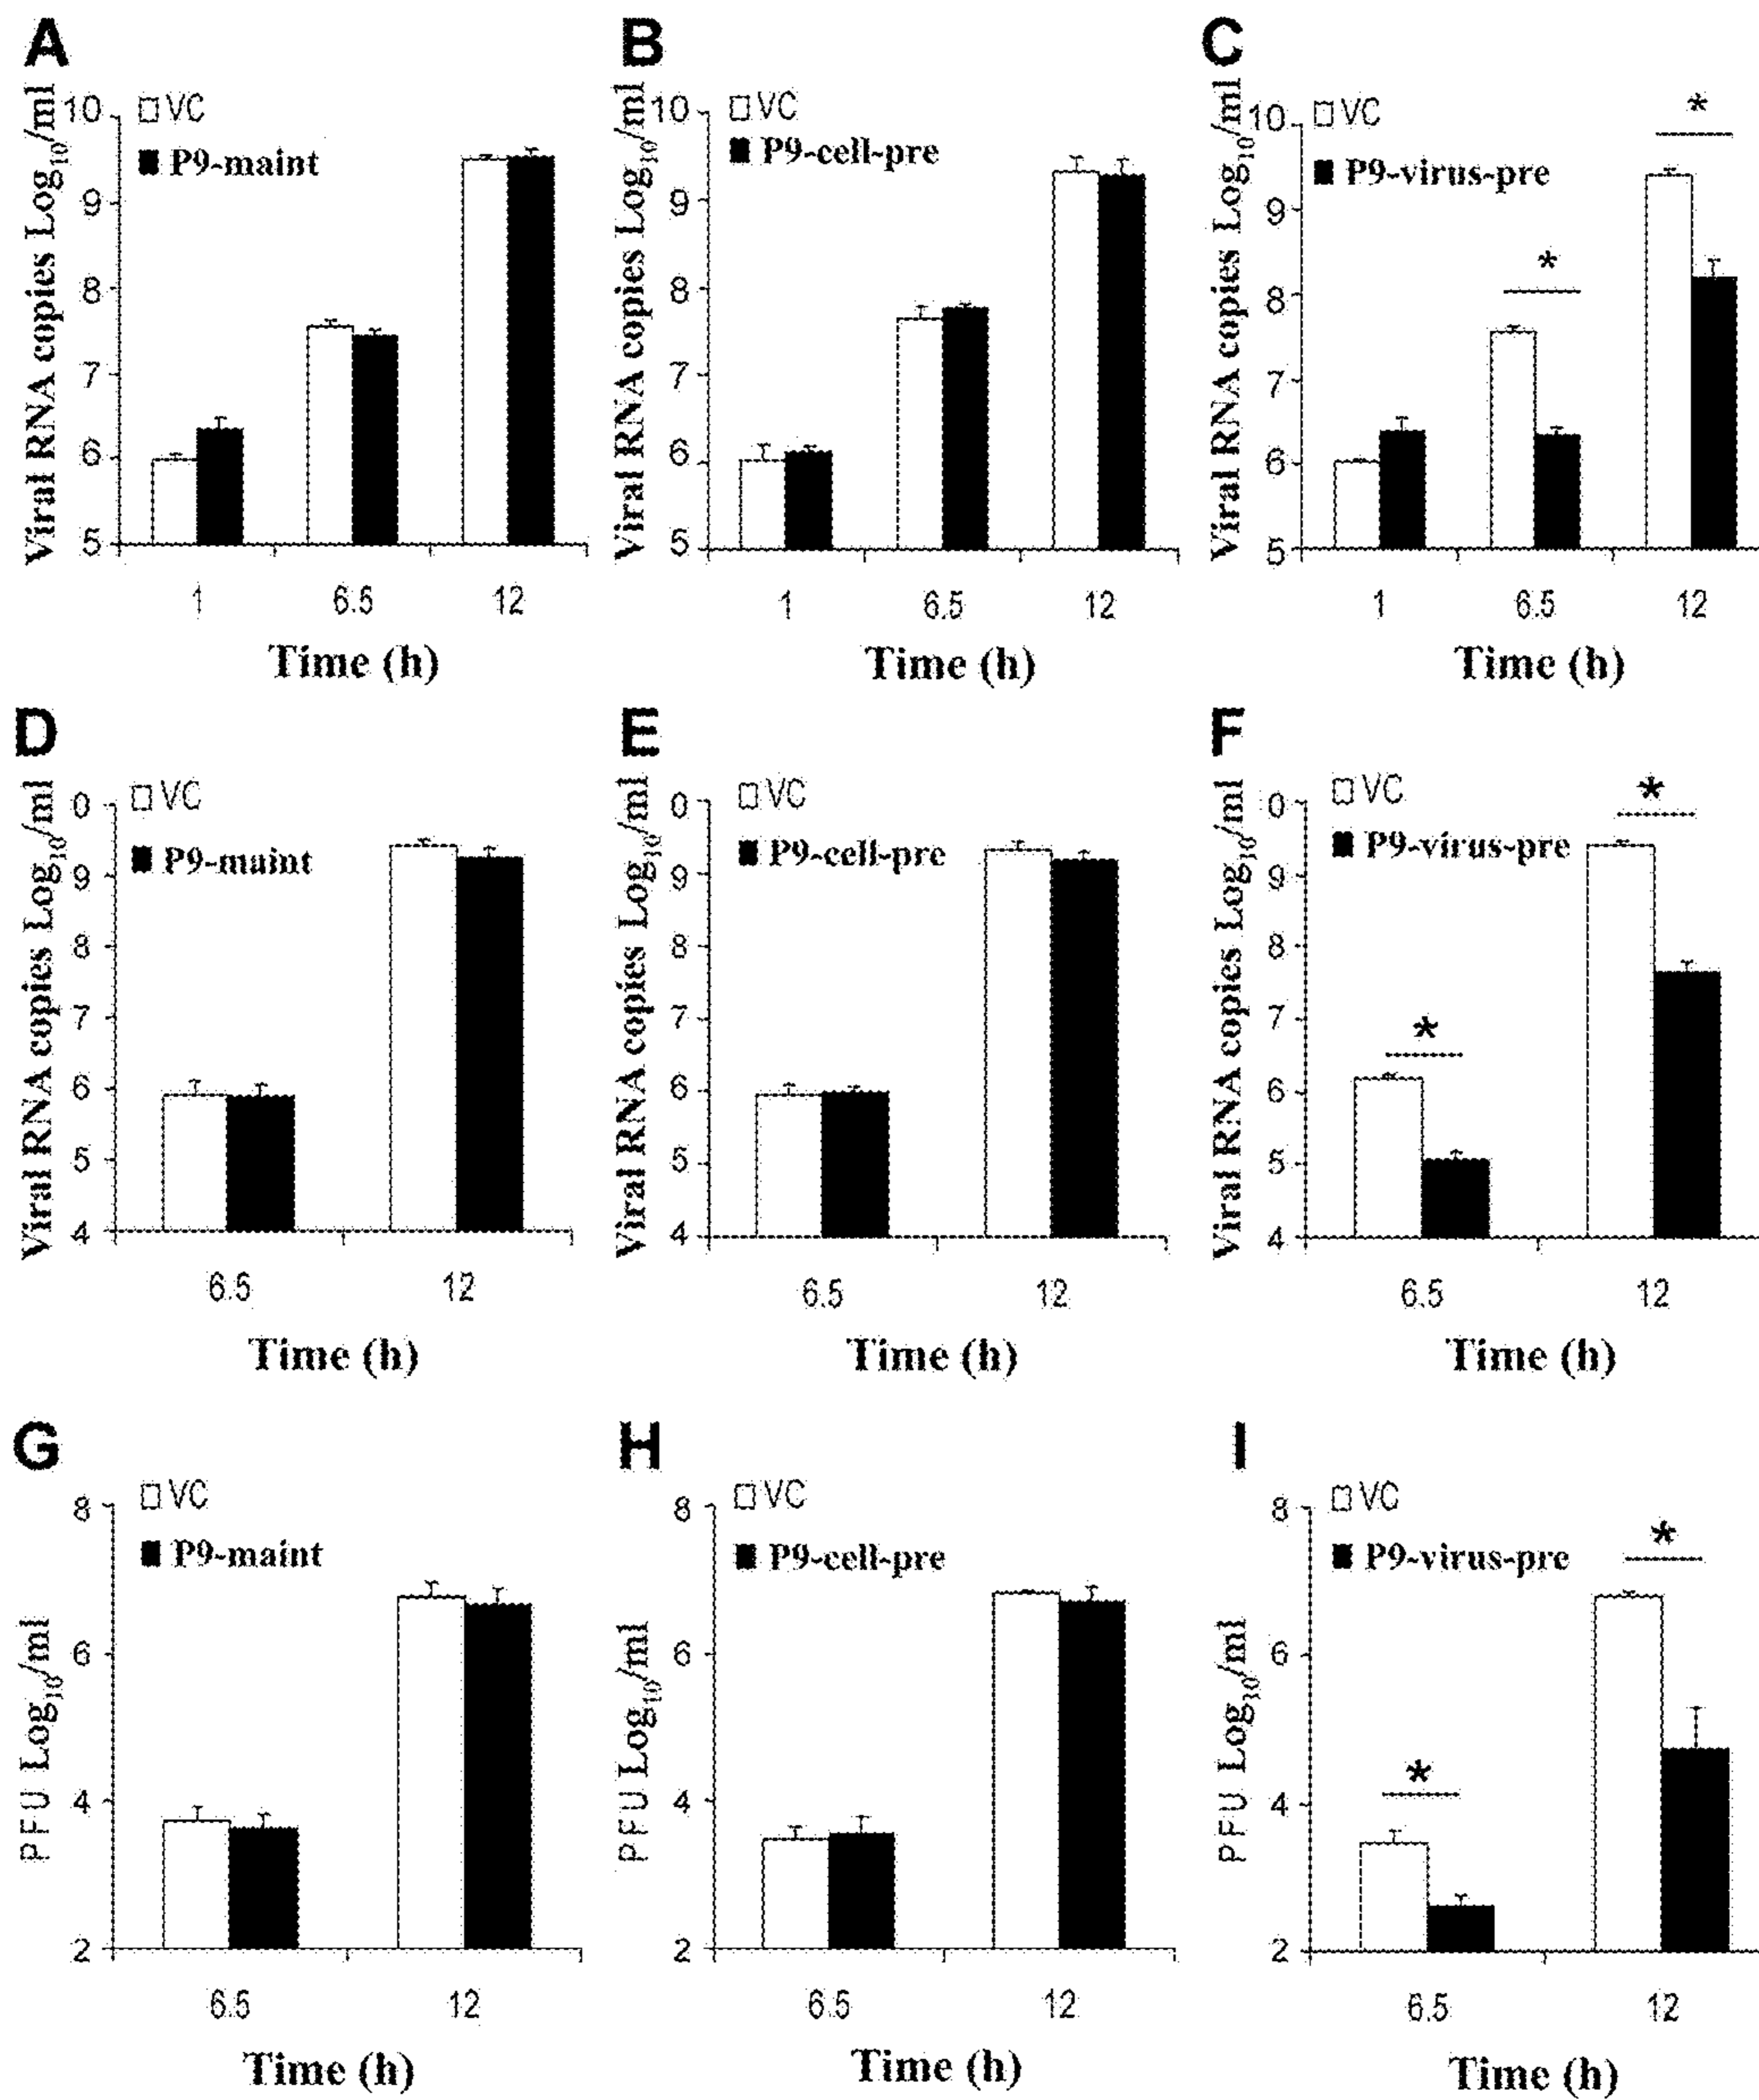 A
Viral RNA copies Log10/ml
10
9
8
7
6
5
VC
P9-maint
1
6.5
12
Time (h)
B
Viral RNA copies Log10/ml
10
9
8
7
6
5
VC
P9-cell-pre
1
6.5
12
Time (h)
C
Viral RNA copies Log10/ml
10
9
8
7
6
5
VC
P9-virus-pre
*
*
1
6.5
12
Time (h)
D
Viral RNA copies Log10/ml
0
9
8
7
6
5
4
VC
P9-maint
6.5
12
Time (h)
E
Viral RNA copies Log10/ml
0
9
8
7
6
5
4
VC
P9-cell-pre
6.5
12
Time (h)
F
Viral RNA copies Log10/ml
0
9
8
7
6
5
4
VC
P9-virus-pre
*
*
6.5
12
Time (h)
G
PFU Log10/ml
8
6
4
2
VC
P9-maint
6.5
12
Time (h)
H
PFU Log10/ml
8
6
4
2
VC
P9-cell-pre
6.5
12
Time (h)
I
PFU Log10/ml
8
6
4
2
VC
P9-virus-pre
*
*
6.5
12
Time (h)